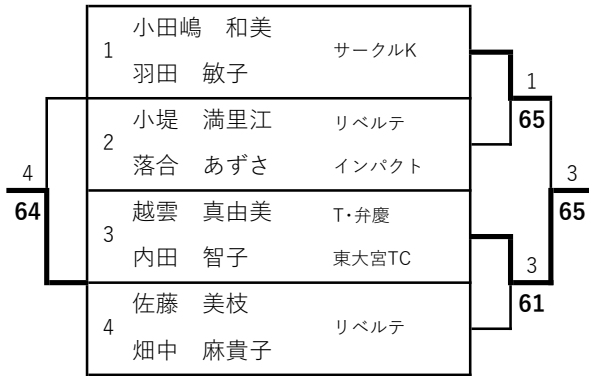 1 小田嶋　和美 サークルK
羽田　敏子
2 小堤　満里江 リベルテ
落合　あずさ インパクト
3 越雲　真由美 T・弁慶
内田　智子 東大宮TC
4 佐藤　美枝 リベルテ
畑中　麻貴子
4
64
1
65
3
61
3
65